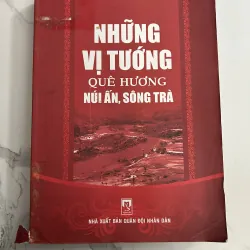 NHỮNG
VỊ TƯỚNG
QUÊ HƯƠNG
NÚI ẤN, SÔNG TRÀ
NHÀ XUẤT BẢN QUÂN ĐỘI NHÂN DÂN